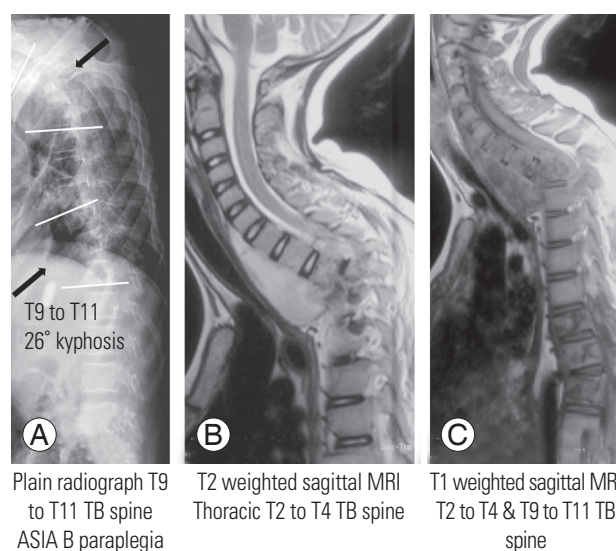 T9 to T11
26° kyphosis
A
B
C
Plain radiograph T9
to T11 TB spine
ASIA B paraplegia
T2 weighted sagittal MRI
Thoracic T2 to T4 TB spine
T1 weighted sagittal MR
T2 to T4 & T9 to T11 TB
spine